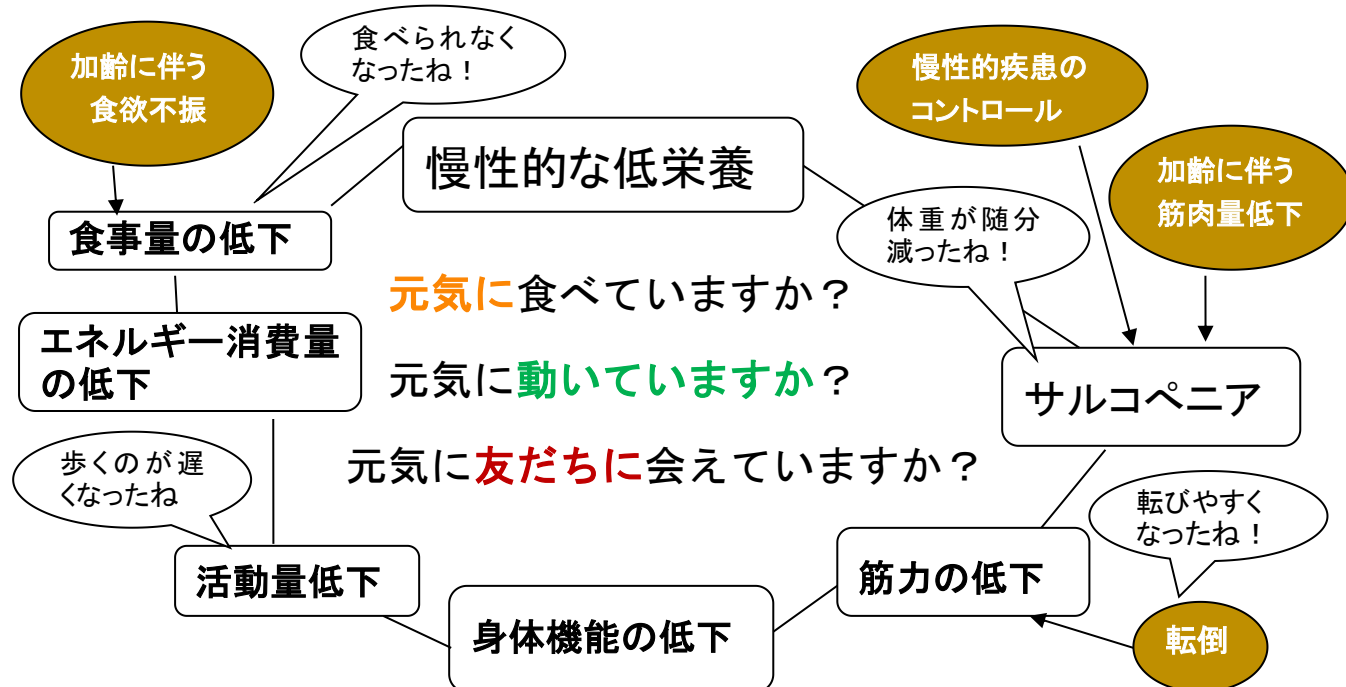 加齢に伴う
食欲不振
食べられなく
なったね！
慢性的疾患の
コントロール
慢性的な低栄養
加齢に伴う
筋肉量低下
体重が随分
減ったね！
食事量の低下
元気に食べていますか？
エネルギー消費量
の低下
元気に動いていますか？
サルコペニア
元気に友だちに会えていますか？
歩くのが遅
くなったね
転びやすく
なったね！
活動量低下
筋力の低下
身体機能の低下
転倒